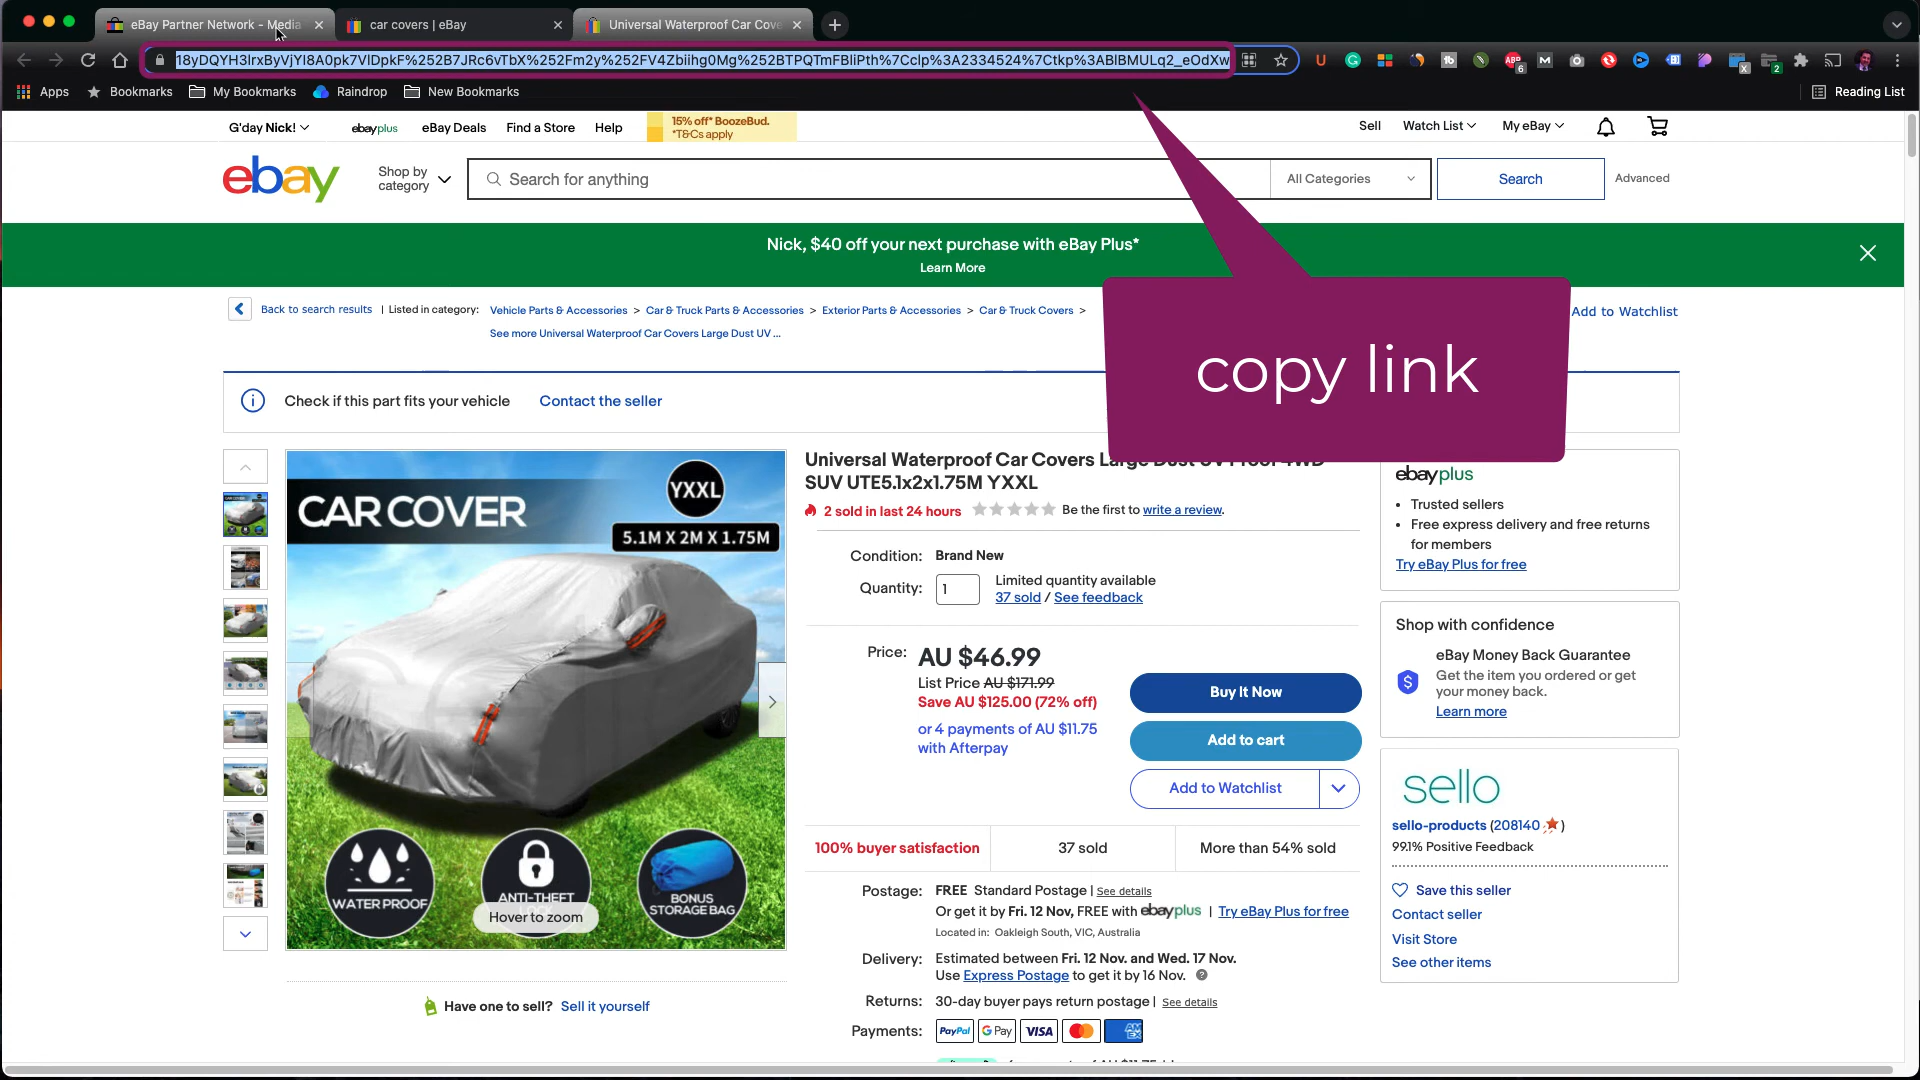 eBay Partner Network - Media
car covers | eBay
Universal Waterproof Car Cove
18yDQYH3lrxByVjYl8A0pk7VlDpkF%252B7JRc6vTbX%252Fm2y%252FV4Zbiihg0Mg%252BTPQTmFBliPth%7Cclp%3A2334524%7Ctkp%3ABlBMULq2_eOdXw
Apps
Bookmarks
My Bookmarks
Raindrop
New Bookmarks
Reading List
G'day Nick!
ebayplus
eBay Deals
Find a Store
Help
15% off* BoozeBud.
*T&Cs apply
Sell
Watch List
My eBay
ebay
Shop by
category
Search for anything
All Categories
Search
Advanced
Nick, $40 off your next purchase with eBay Plus*
Learn More
copy link
Back to search results | Listed in category: Vehicle Parts & Accessories > Car & Truck Parts & Accessories > Exterior Parts & Accessories > Car & Truck Covers >
See more Universal Waterproof Car Covers Large Dust UV ...
Add to Watchlist
Check if this part fits your vehicle
Contact the seller
CAR COVER
YXXL
5.1M X 2M X 1.75M
WATER PROOF
ANTI-THEFT
BONUS
STORAGE BAG
Hover to zoom
Have one to sell? Sell it yourself
Universal Waterproof Car Covers Large Dust UV Proof 4WD
SUV UTE5.1x2x1.75M YXXL
2 sold in last 24 hours
Be the first to write a review.
Condition: Brand New
Quantity: 1
Limited quantity available
37 sold / See feedback
Price: AU $46.99
List Price AU $171.99
Save AU $125.00 (72% off)
or 4 payments of AU $11.75
with Afterpay
Buy It Now
Add to cart
Add to Watchlist
100% buyer satisfaction
37 sold
More than 54% sold
Postage: FREE Standard Postage | See details
Or get it by Fri. 12 Nov, FREE with ebayplus | Try eBay Plus for free
Located in: Oakleigh South, VIC, Australia
Delivery: Estimated between Fri. 12 Nov. and Wed. 17 Nov.
Use Express Postage to get it by 16 Nov.
Returns: 30-day buyer pays return postage | See details
Payments: PayPal G Pay VISA
ebayplus
• Trusted sellers
• Free express delivery and free returns
for members
Try eBay Plus for free
Shop with confidence
eBay Money Back Guarantee
Get the item you ordered or get
your money back.
Learn more
sello
sello-products (208140)
99.1% Positive Feedback
Save this seller
Contact seller
Visit Store
See other items